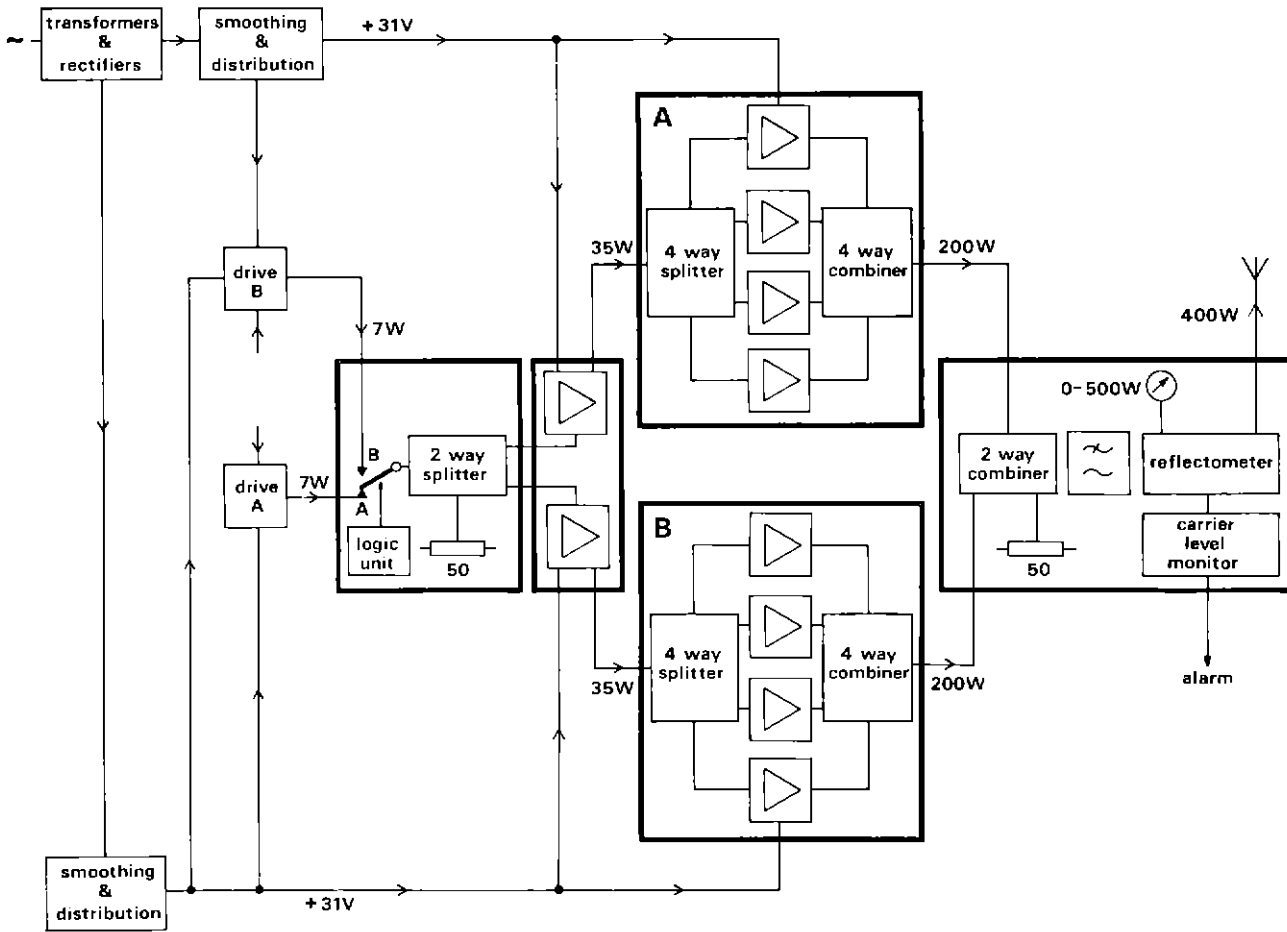 transformers
&
rectifiers
smoothing
&
distribution
+31V
~
A
4 way
splitter
4 way
combiner
35W
200W
drive
B
7W
400W
0-500W
B
2 way
splitter
2 way
combiner
reflectometer
drive
A
7W
A
logic
unit
50
50
carrier
level
monitor
B
4 way
splitter
4 way
combiner
35W
200W
alarm
smoothing
&
distribution
+31V